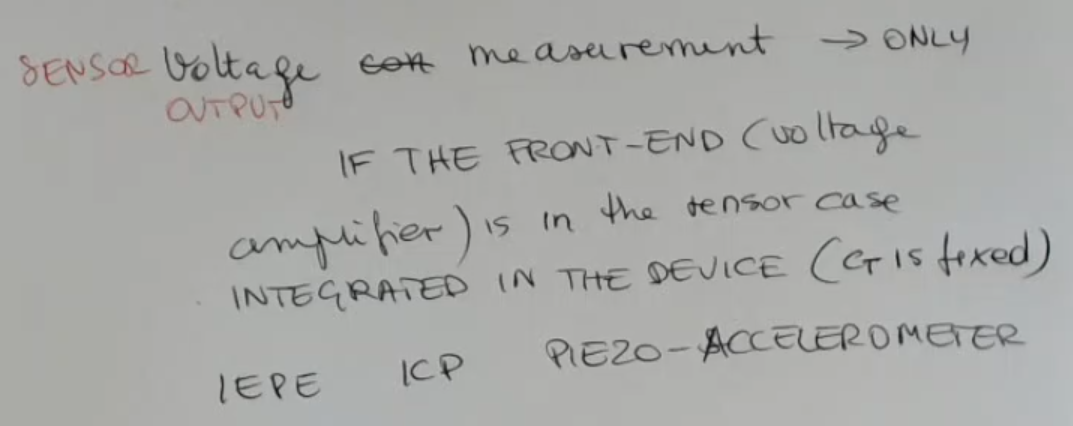 SENSOR Voltage con measurement → ONLY
OUTPUT
IF THE FRONT-END (voltage
amplifier) is in the sensor case
INTEGRATED IN THE DEVICE (CT is fixed)
IEPE ICP PIEZO-ACCELEROMETER